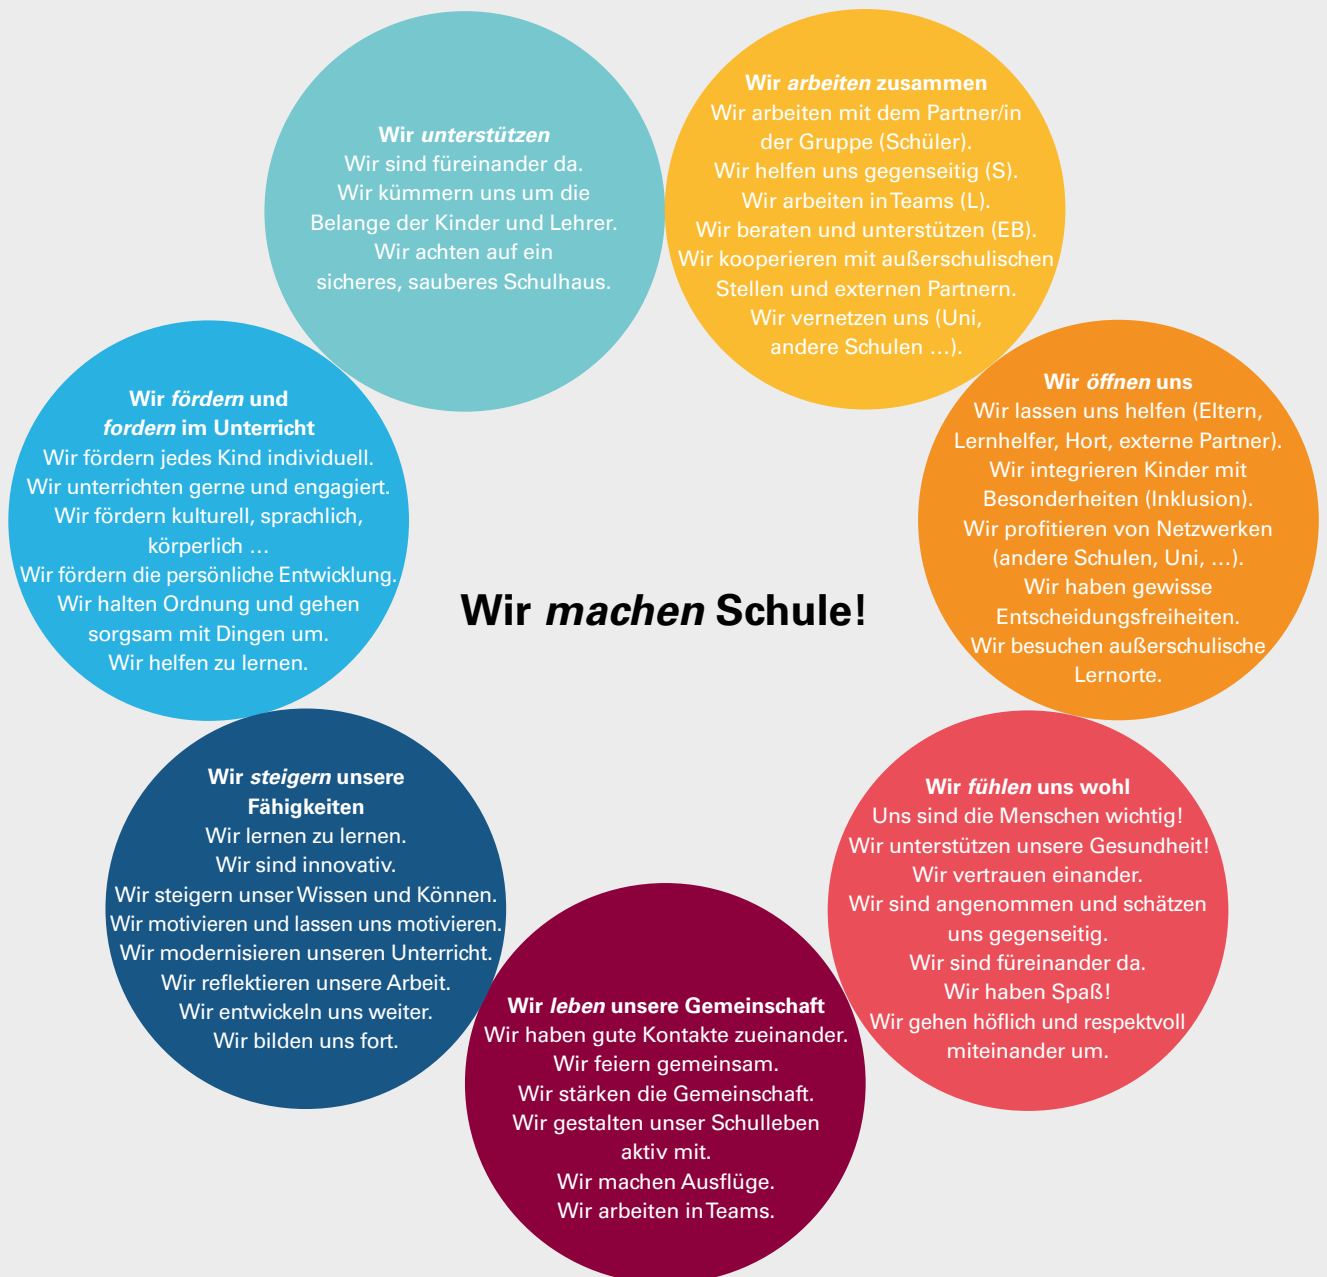 Wir unterstützen
Wir sind füreinander da.
Wir kümmern uns um die
Belange der Kinder und Lehrer.
Wir achten auf ein
sicheres, sauberes Schulhaus.
Wir arbeiten zusammen
Wir arbeiten mit dem Partner/in
der Gruppe (Schüler).
Wir helfen uns gegenseitig (S).
Wir arbeiten in Teams (L).
Wir beraten und unterstützen (EB).
Wir kooperieren mit außerschulischen
Stellen und externen Partnern.
Wir vernetzen uns (Uni,
andere Schulen …).
Wir öffnen uns
Wir lassen uns helfen (Eltern,
Lernhelfer, Hort, externe Partner).
Wir integrieren Kinder mit
Besonderheiten (Inklusion).
Wir profitieren von Netzwerken
(andere Schulen, Uni, …).
Wir haben gewisse
Entscheidungsfreiheiten.
Wir besuchen außerschulische
Lernorte.
Wir fühlen uns wohl
Uns sind die Menschen wichtig!
Wir unterstützen unsere Gesundheit!
Wir vertrauen einander.
Wir sind angenommen und schätzen
uns gegenseitig.
Wir sind füreinander da.
Wir haben Spaß!
Wir gehen höflich und respektvoll
miteinander um.
Wir leben unsere Gemeinschaft
Wir haben gute Kontakte zueinander.
Wir feiern gemeinsam.
Wir stärken die Gemeinschaft.
Wir gestalten unser Schulleben
aktiv mit.
Wir machen Ausflüge.
Wir arbeiten in Teams.
Wir steigern unsere
Fähigkeiten
Wir lernen zu lernen.
Wir sind innovativ.
Wir steigern unser Wissen und Können.
Wir motivieren und lassen uns motivieren.
Wir modernisieren unseren Unterricht.
Wir reflektieren unsere Arbeit.
Wir entwickeln uns weiter.
Wir bilden uns fort.
Wir fördern und
fordern im Unterricht
Wir fördern jedes Kind individuell.
Wir unterrichten gerne und engagiert.
Wir fördern kulturell, sprachlich,
körperlich …
Wir fördern die persönliche Entwicklung.
Wir halten Ordnung und gehen
sorgsam mit Dingen um.
Wir helfen zu lernen.
Wir machen Schule!